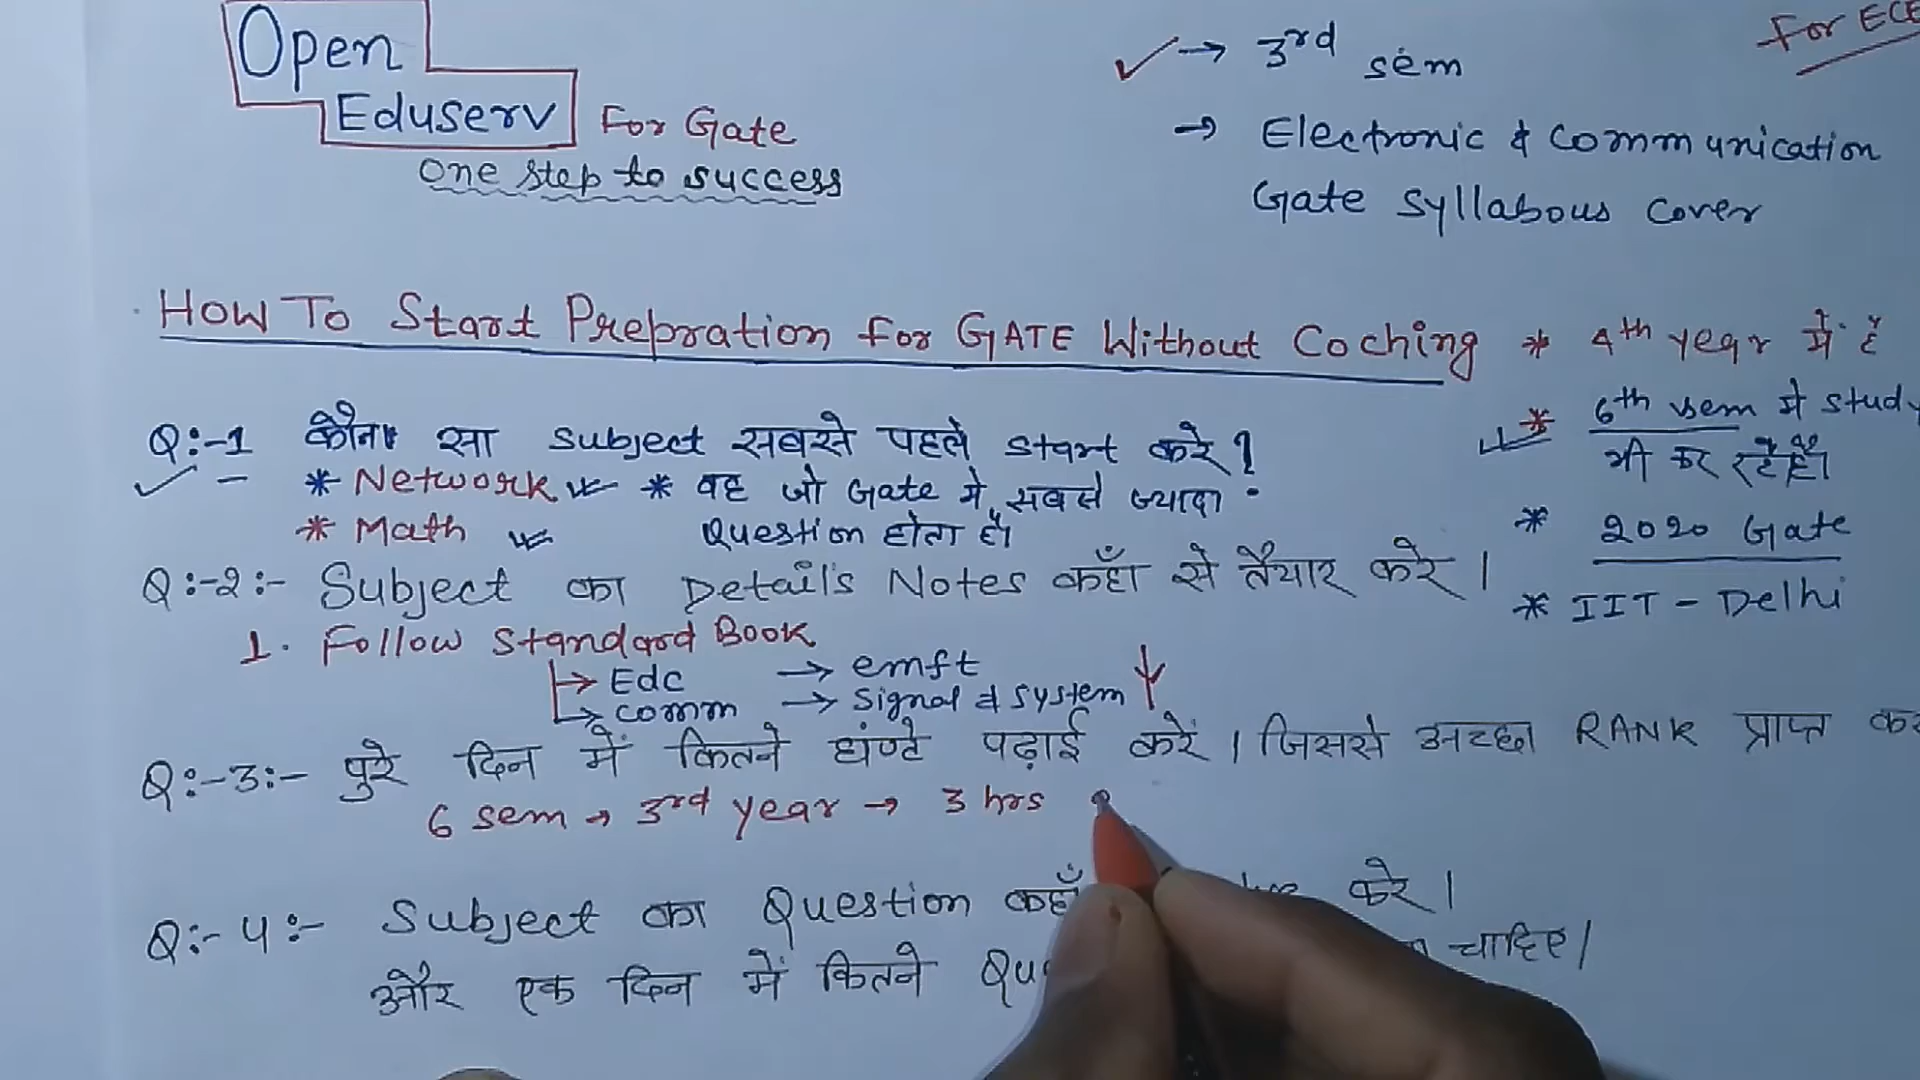 Open
Eduserv For Gate
One step to success
→ 3rd sem
For ECE
→ Electronic & Communication
Gate Syllabous cover
HOW To Start Prepration For GATE Without Coching
* 4th year में है
* 6th sem में study
भी कर रहे हैं।
* 2020 Gate
* IIT - Delhi
Q:-1 कौन सा subject सबसे पहले start करे?
* Network * वह जो Gate में सबसे ज्यादा
* Math Question होता है।
Q:-2:- Subject का Detail's Notes कहाँ से तैयार करे।
1. Follow Standard Book
→ Edc → emft
→ comm → Signal & System
Q:-3:- पुरे दिन में कितने घंण्टे पढ़ाई करें। जिससे अच्छा RANK प्राप्त
6 sem → 3rd year → 3 hrs
Q:-4:- Subject का Question कहाँ करे।
और एक दिन में कितने चाहिए।